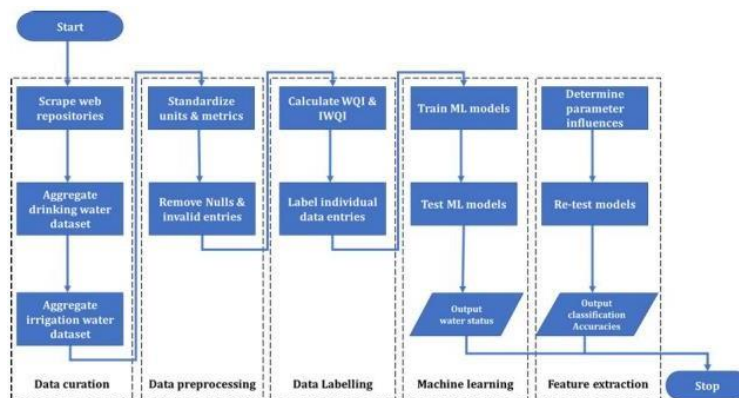 Start
Scrape web
repositories
Aggregate
drinking water
dataset
Aggregate
irrigation water
dataset
Data curation
Standardize
units & metrics
Remove Nulls &
invalid entries
Data preprocessing
Calculate WQI &
IWQI
Label individual
data entries
Data Labelling
Train ML models
Test ML models
Output
water status
Machine learning
Determine
parameter
influences
Re-test models
Output
classification
Accuracies
Feature extraction
Stop